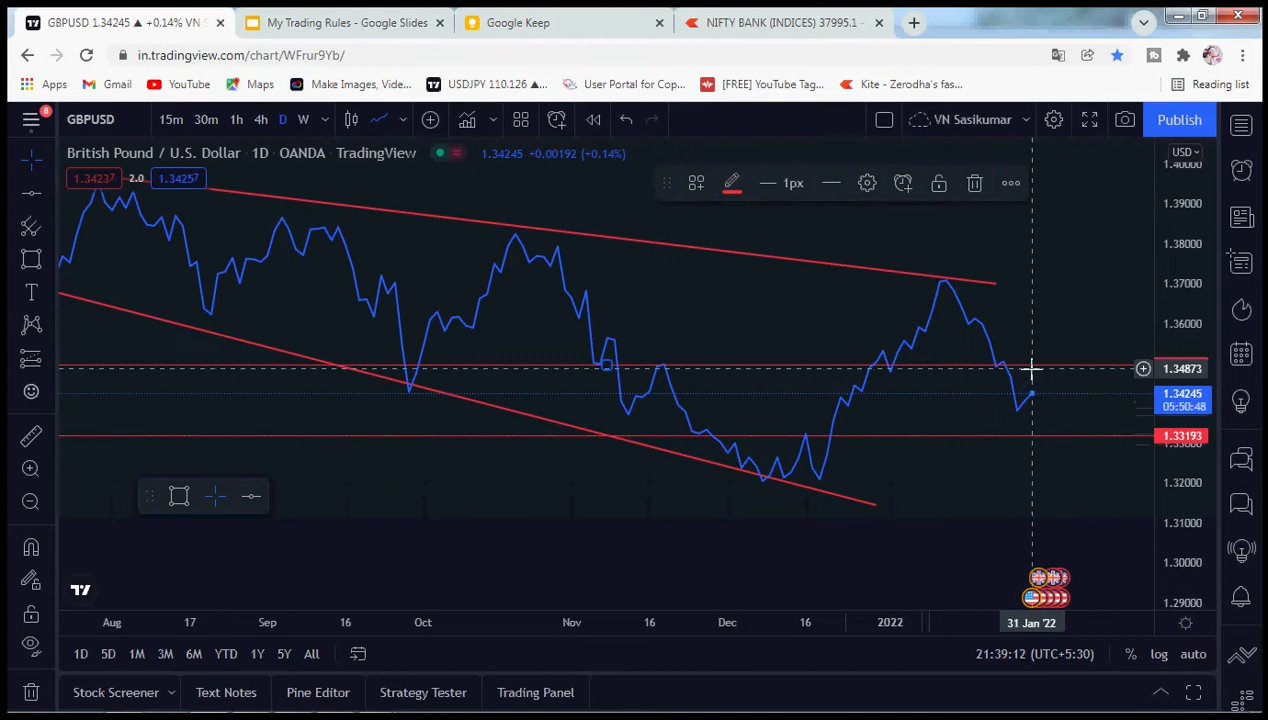 GBPUSD 1.34245 ▲ +0.14% VN S
My Trading Rules - Google Slides
Google Keep
NIFTY BANK (INDICES) 37995.1 -
in.tradingview.com/chart/WFrur9Yb/
Apps
Gmail
YouTube
Maps
Make Images, Vide...
USDJPY 110.126 ▲...
User Portal for Cop...
[FREE] YouTube Tag...
Kite - Zerodha's fas...
Reading list
8
GBPUSD
15m
30m
1h
4h
D
W
VN Sasikumar
Publish
British Pound / U.S. Dollar · 1D · OANDA · TradingView
1.34245 +0.00192 (+0.14%)
USD
1.34237
2.0
1.34257
1px
1.40000
1.39000
1.38000
1.37000
1.36000
1.34873
1.34245
05:50:48
1.33193
1.32000
1.31000
1.30000
1.29000
Aug
17
Sep
16
Oct
Nov
16
Dec
16
2022
31 Jan '22
1D
5D
1M
3M
6M
YTD
1Y
5Y
All
21:39:12 (UTC+5:30)
%
log
auto
Stock Screener
Text Notes
Pine Editor
Strategy Tester
Trading Panel